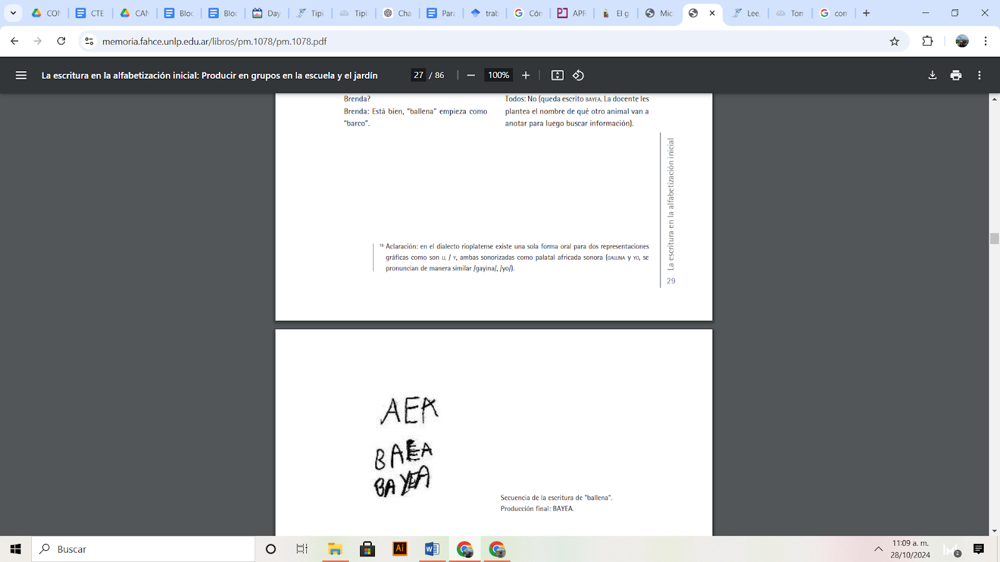 CON
CTE
CAN
Bloc
Bloc
Day
Tipi
Tipi
Cha
Para
trab
Cón
APR
El g
Mic
Lee,
Tom
com
memoria.fahce.unlp.edu.ar/libros/pm.1078/pm.1078.pdf
La escritura en la alfabetización inicial: Producir en grupos en la escuela y el jardín
27 / 86
100%
Brenda?
Brenda: Está bien, "ballena" empieza como
"barco".
Todos: No (queda escrito BAYEA. La docente les
plantea el nombre de qué otro animal van a
anotar para luego buscar información).
La escritura en la alfabetización inicial
18 Aclaración: en el dialecto rioplatense existe una sola forma oral para dos representaciones
gráficas como son LL / Y, ambas sonorizadas como palatal africada sonora (GALLINA y YO, se
pronuncian de manera similar /gayina/, /yo/).
29
AEA
BAEA
BAYEA
Secuencia de la escritura de "ballena".
Producción final: BAYEA.
Buscar
Ai
11:09 a. m.
28/10/2024
2